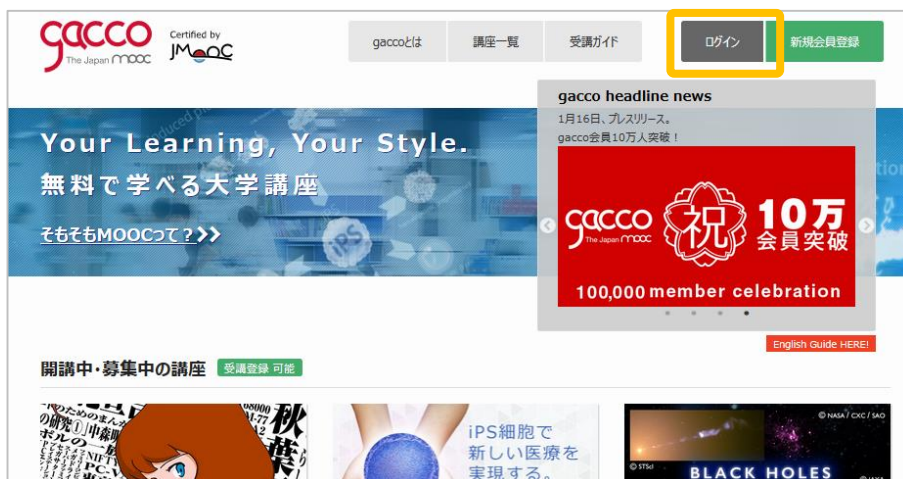 gacco
The Japan mooc
Certified by
JMOOC
gaccoとは
講座一覧
受講ガイド
ログイン
新規会員登録
gacco headline news
1月16日、プレスリリース。
gacco会員10万人突破！
Your Learning, Your Style.
無料で学べる大学講座
そもそもMOOCって？>>
iPS
gacco
The Japan mooc
祝
10万
会員突破
100,000 member celebration
English Guide HERE!
開講中・募集中の講座
受講登録 可能
iPS細胞で
新しい医療を
実現する。
© NASA / CXC / SAO
© STScI
BLACK HOLES